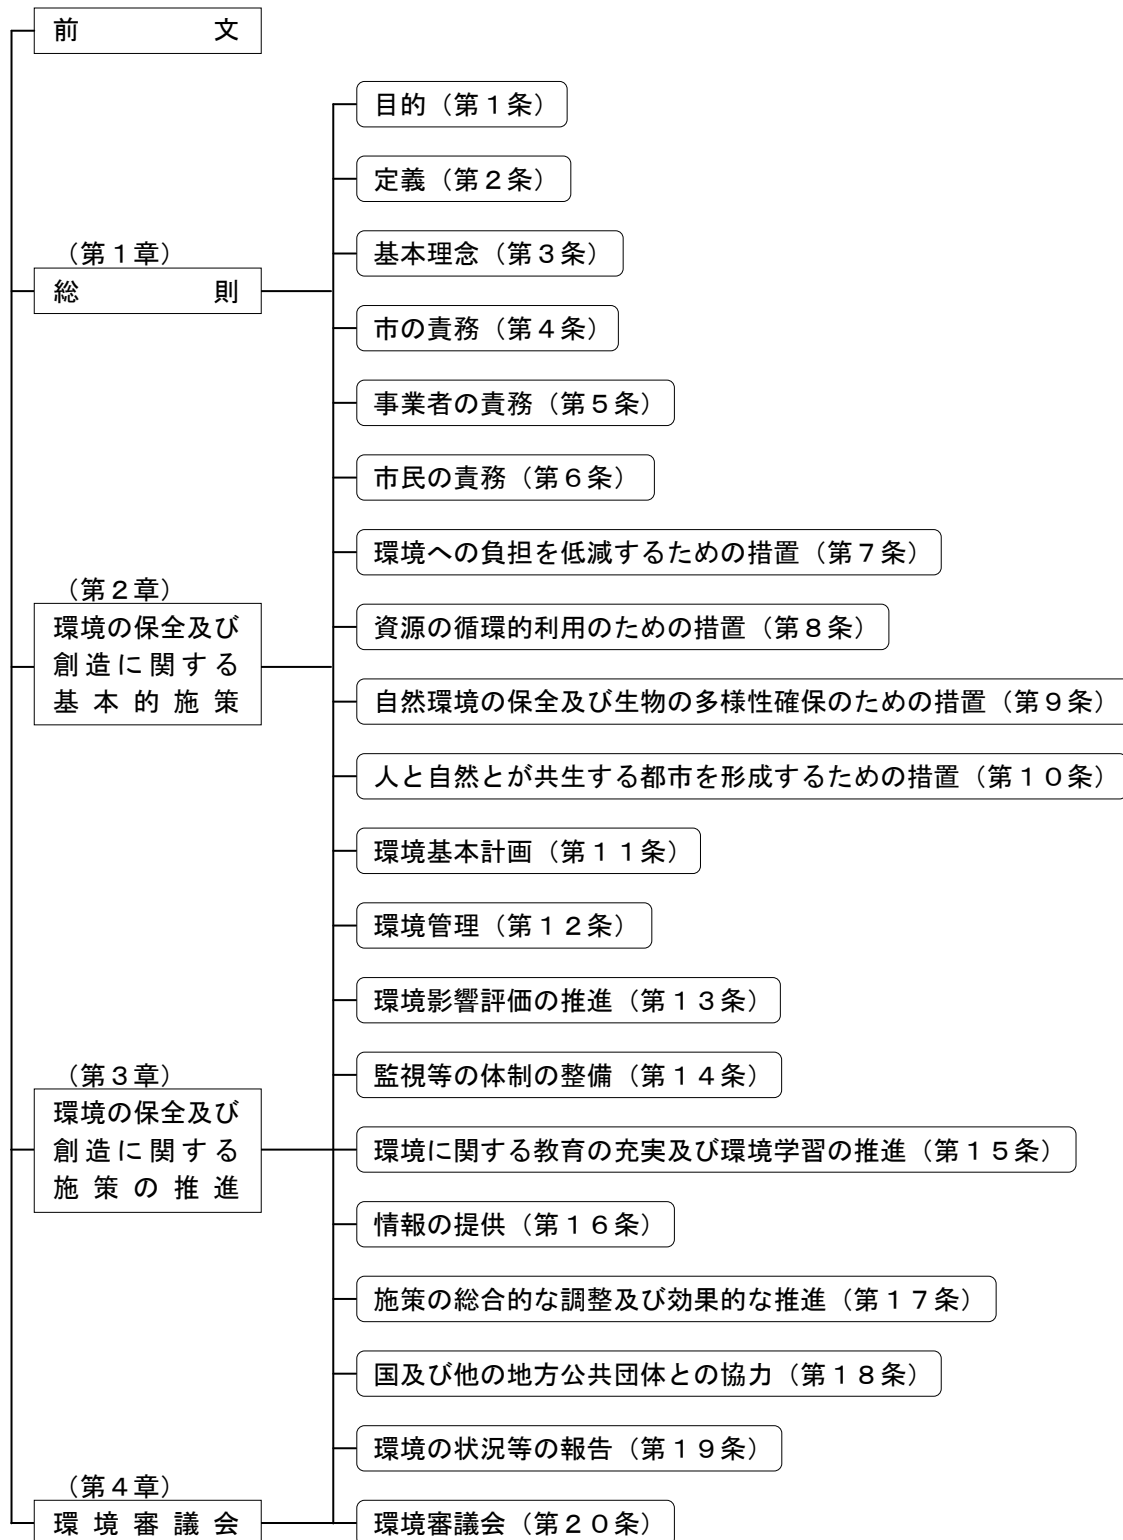 前文
(第１章)
総則
目的（第１条）
定義（第２条）
基本理念（第３条）
市の責務（第４条）
事業者の責務（第５条）
市民の責務（第６条）
(第２章)
環境の保全及び
創造に関する
基本的施策
環境への負担を低減するための措置（第７条）
資源の循環的利用のための措置（第８条）
自然環境の保全及び生物の多様性確保のための措置（第９条）
人と自然とが共生する都市を形成するための措置（第１０条）
(第３章)
環境の保全及び
創造に関する
施策の推進
環境基本計画（第１１条）
環境管理（第１２条）
環境影響評価の推進（第１３条）
監視等の体制の整備（第１４条）
環境に関する教育の充実及び環境学習の推進（第１５条）
情報の提供（第１６条）
施策の総合的な調整及び効果的な推進（第１７条）
国及び他の地方公共団体との協力（第１８条）
環境の状況等の報告（第１９条）
(第４章)
環境審議会
環境審議会（第２０条）